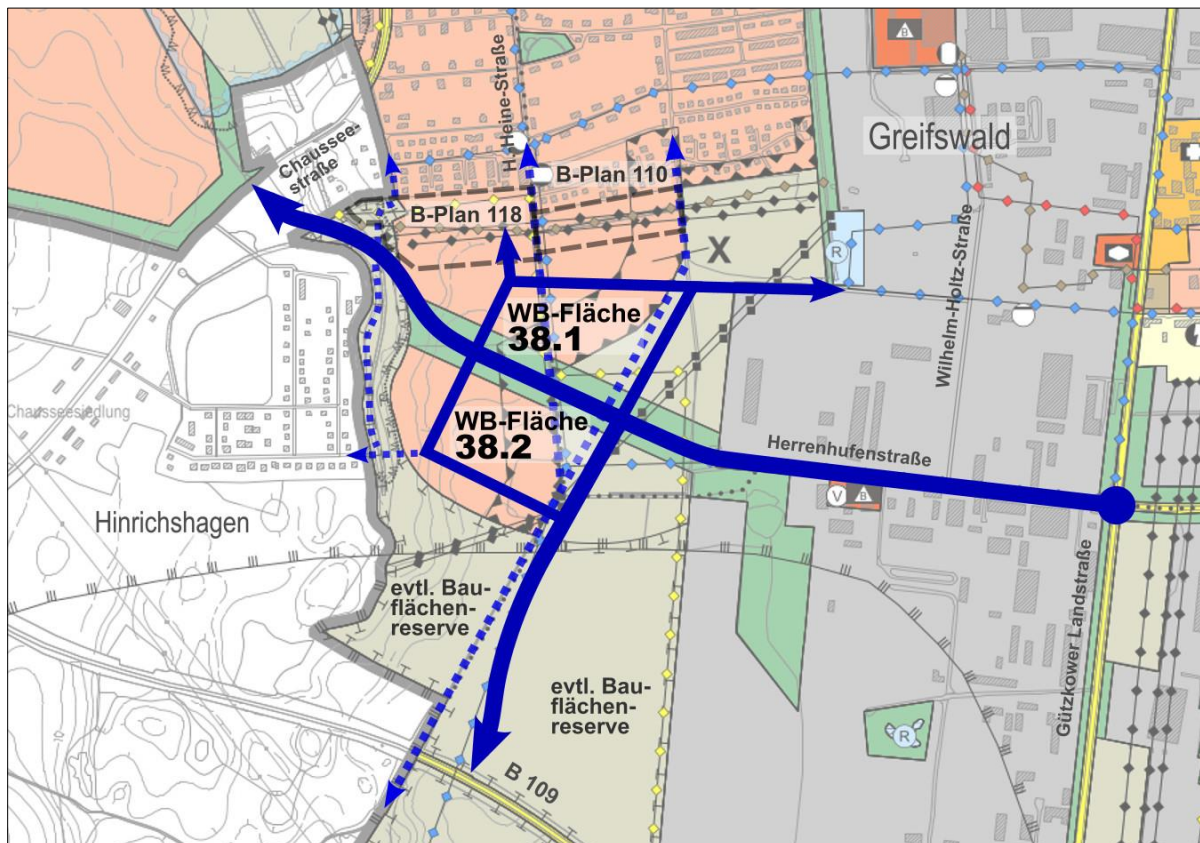 B
Greifswald
H.-Heine-Straße
Chaussee-
straße
B-Plan 110
B-Plan 118
X
R
Wilhelm-Holtz-Straße
WB-Fläche
38.1
Chausseesiedlung
WB-Fläche
38.2
Herrenhufenstraße
V
B
Hinrichshagen
evtl. Bau-
flächen-
reserve
Gützkower Landstraße
evtl. Bau-
flächen-
reserve
R
B 109